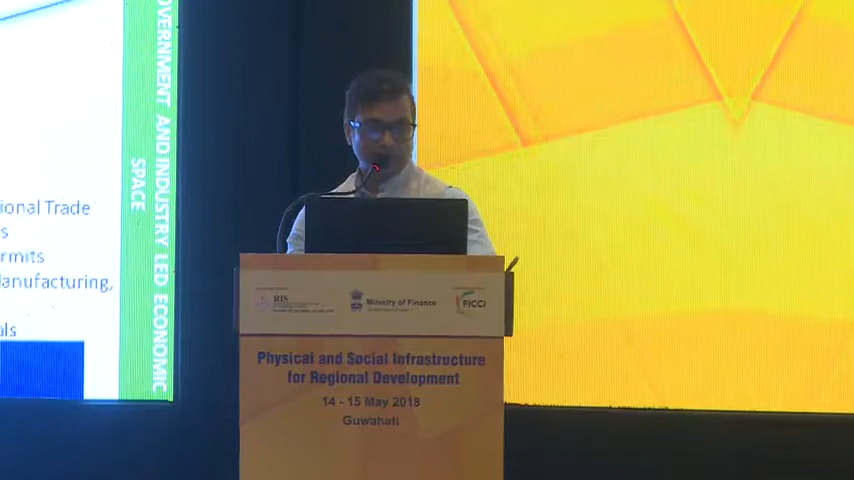 GOVERNMENT AND INDUSTRY LED ECONOMIC
SPACE
ional Trade
s
rmits
Manufacturing,
als
RIS
Ministry of Finance
FICCI
Physical and Social Infrastructure
for Regional Development
14 - 15 May 2018
Guwahati